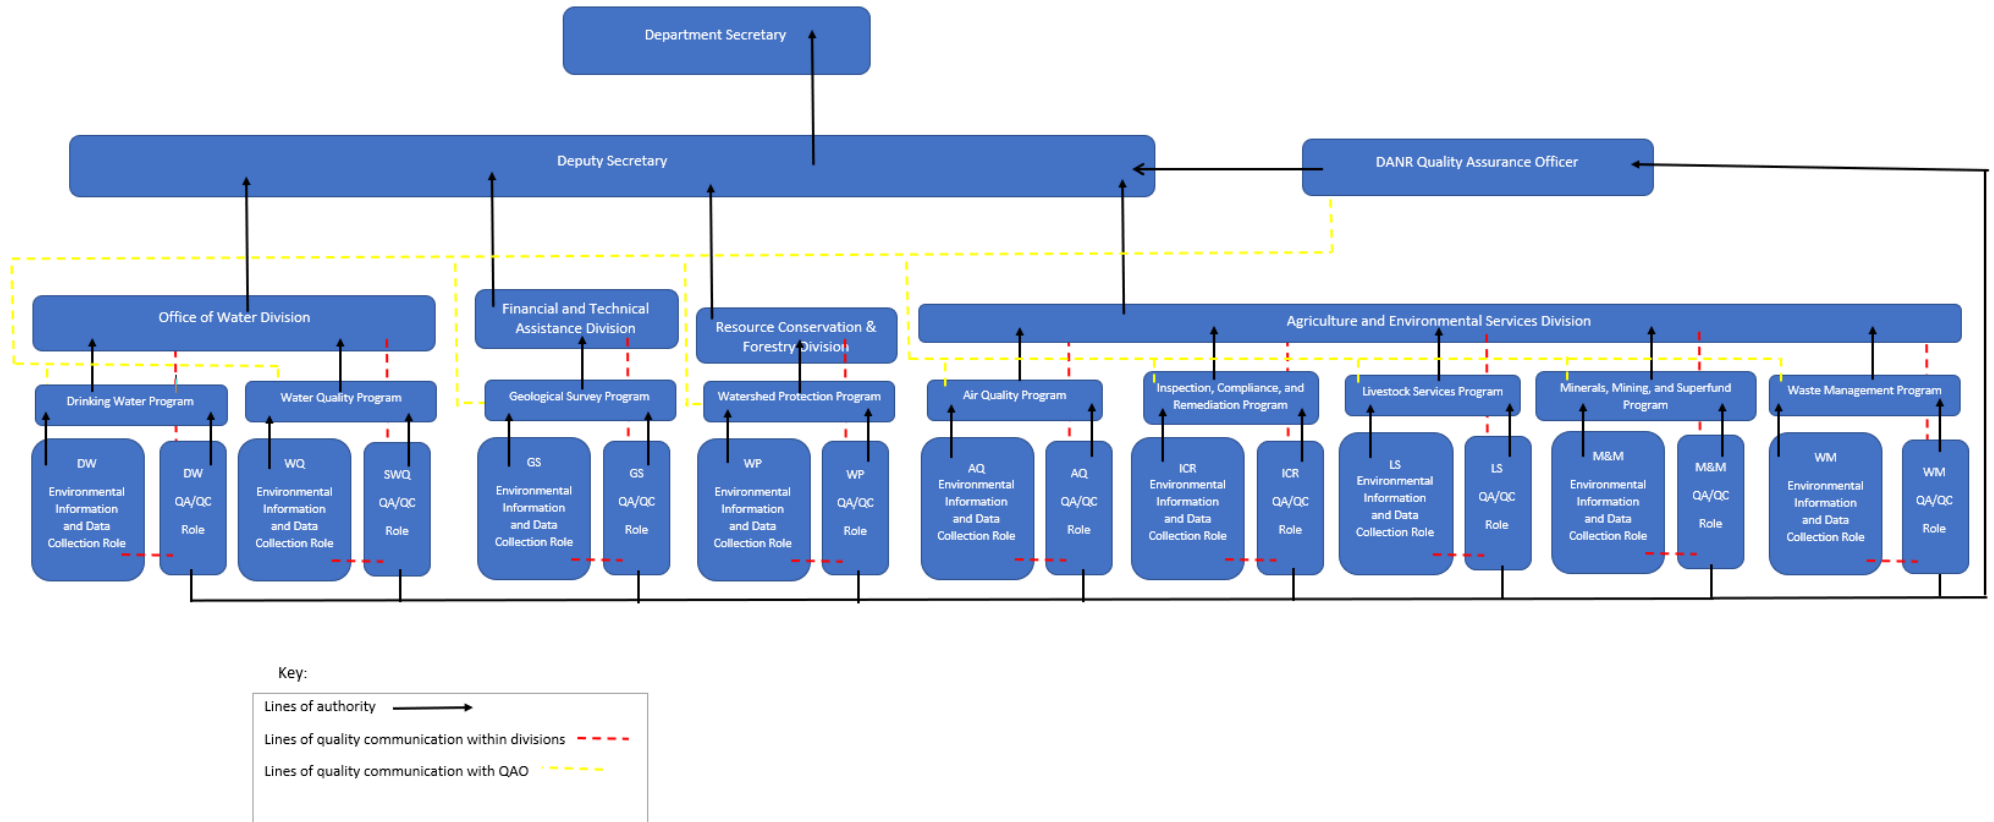 Department Secretary
Deputy Secretary
DANR Quality Assurance Officer
Office of Water Division
Financial and Technical
Assistance Division
Resource Conservation &
Forestry Division
Agriculture and Environmental Services Division
Drinking Water Program
Water Quality Program
Geological Survey Program
Watershed Protection Program
Air Quality Program
Inspection, Compliance, and
Remediation Program
Livestock Services Program
Minerals, Mining, and Superfund
Program
Waste Management Program
DW
Environmental
Information
and Data
Collection Role
DW
QA/QC
Role
WQ
Environmental
Information
and Data
Collection Role
SWQ
QA/QC
Role
GS
Environmental
Information
and Data
Collection Role
GS
QA/QC
Role
WP
Environmental
Information
and Data
Collection Role
WP
QA/QC
Role
AQ
Environmental
Information
and Data
Collection Role
AQ
QA/QC
Role
ICR
Environmental
Information
and Data
Collection Role
ICR
QA/QC
Role
LS
Environmental
Information
and Data
Collection Role
LS
QA/QC
Role
M&M
Environmental
Information
and Data
Collection Role
M&M
QA/QC
Role
WM
Environmental
Information
and Data
Collection Role
WM
QA/QC
Role
Key:
Lines of authority
Lines of quality communication within divisions
Lines of quality communication with QAO